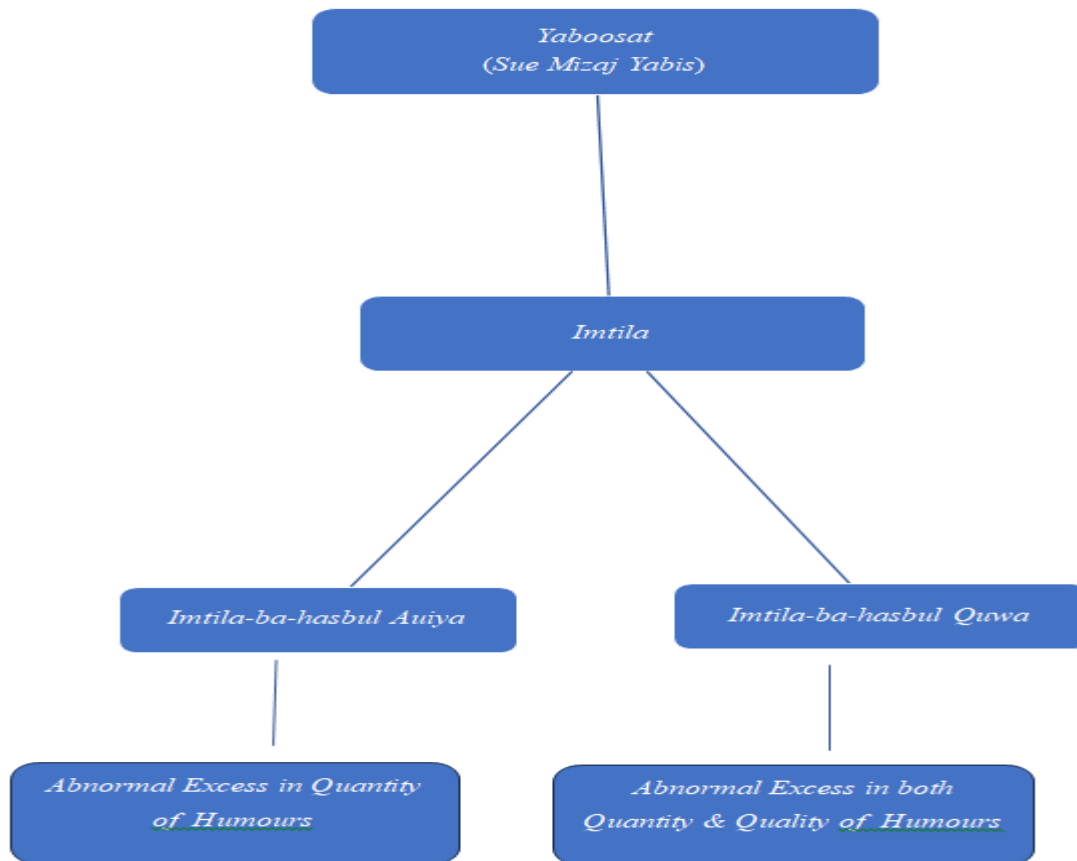 Yaboosat
(Sue Mizaj Yabis)
Imtila
Imtila-ba-hasbul Auiya
Imtila-ba-hasbul Quwa
Abnormal Excess in Quantity
of Humours
Abnormal Excess in both
Quantity & Quality of Humours